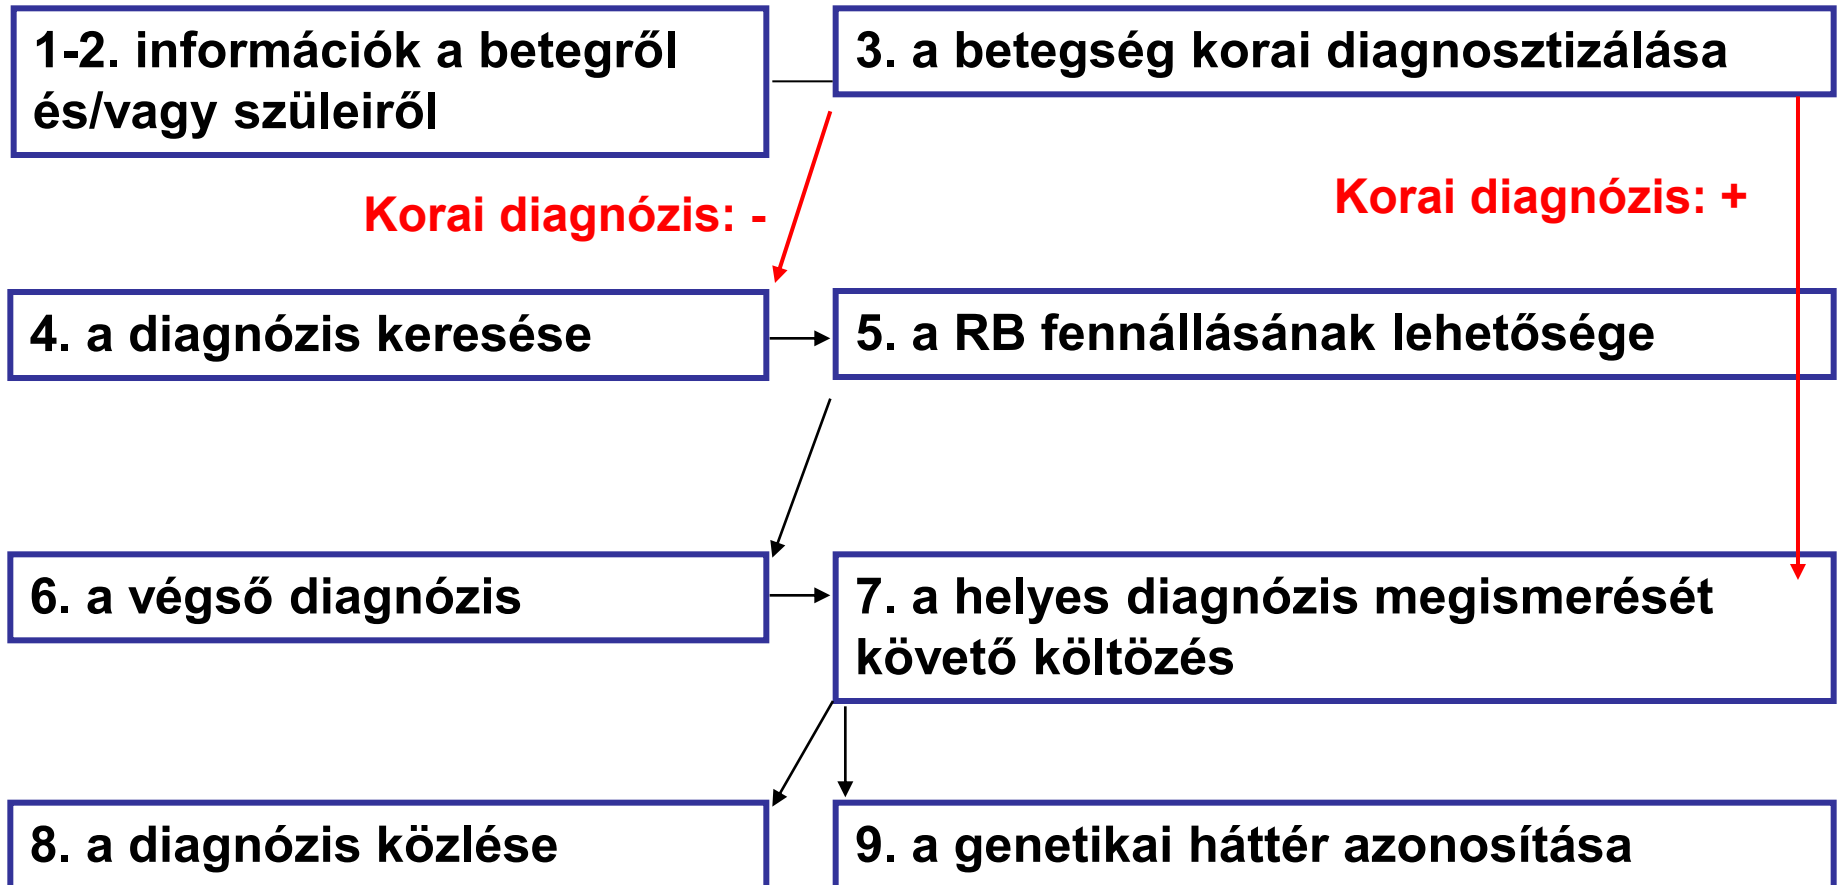 1-2. információk a betegről
és/vagy szüleiről
3. a betegség korai diagnosztizálása
Korai diagnózis: -
Korai diagnózis: +
4. a diagnózis keresése
5. a RB fennállásának lehetősége
6. a végső diagnózis
7. a helyes diagnózis megismerését
követő költözés
8. a diagnózis közlése
9. a genetikai háttér azonosítása